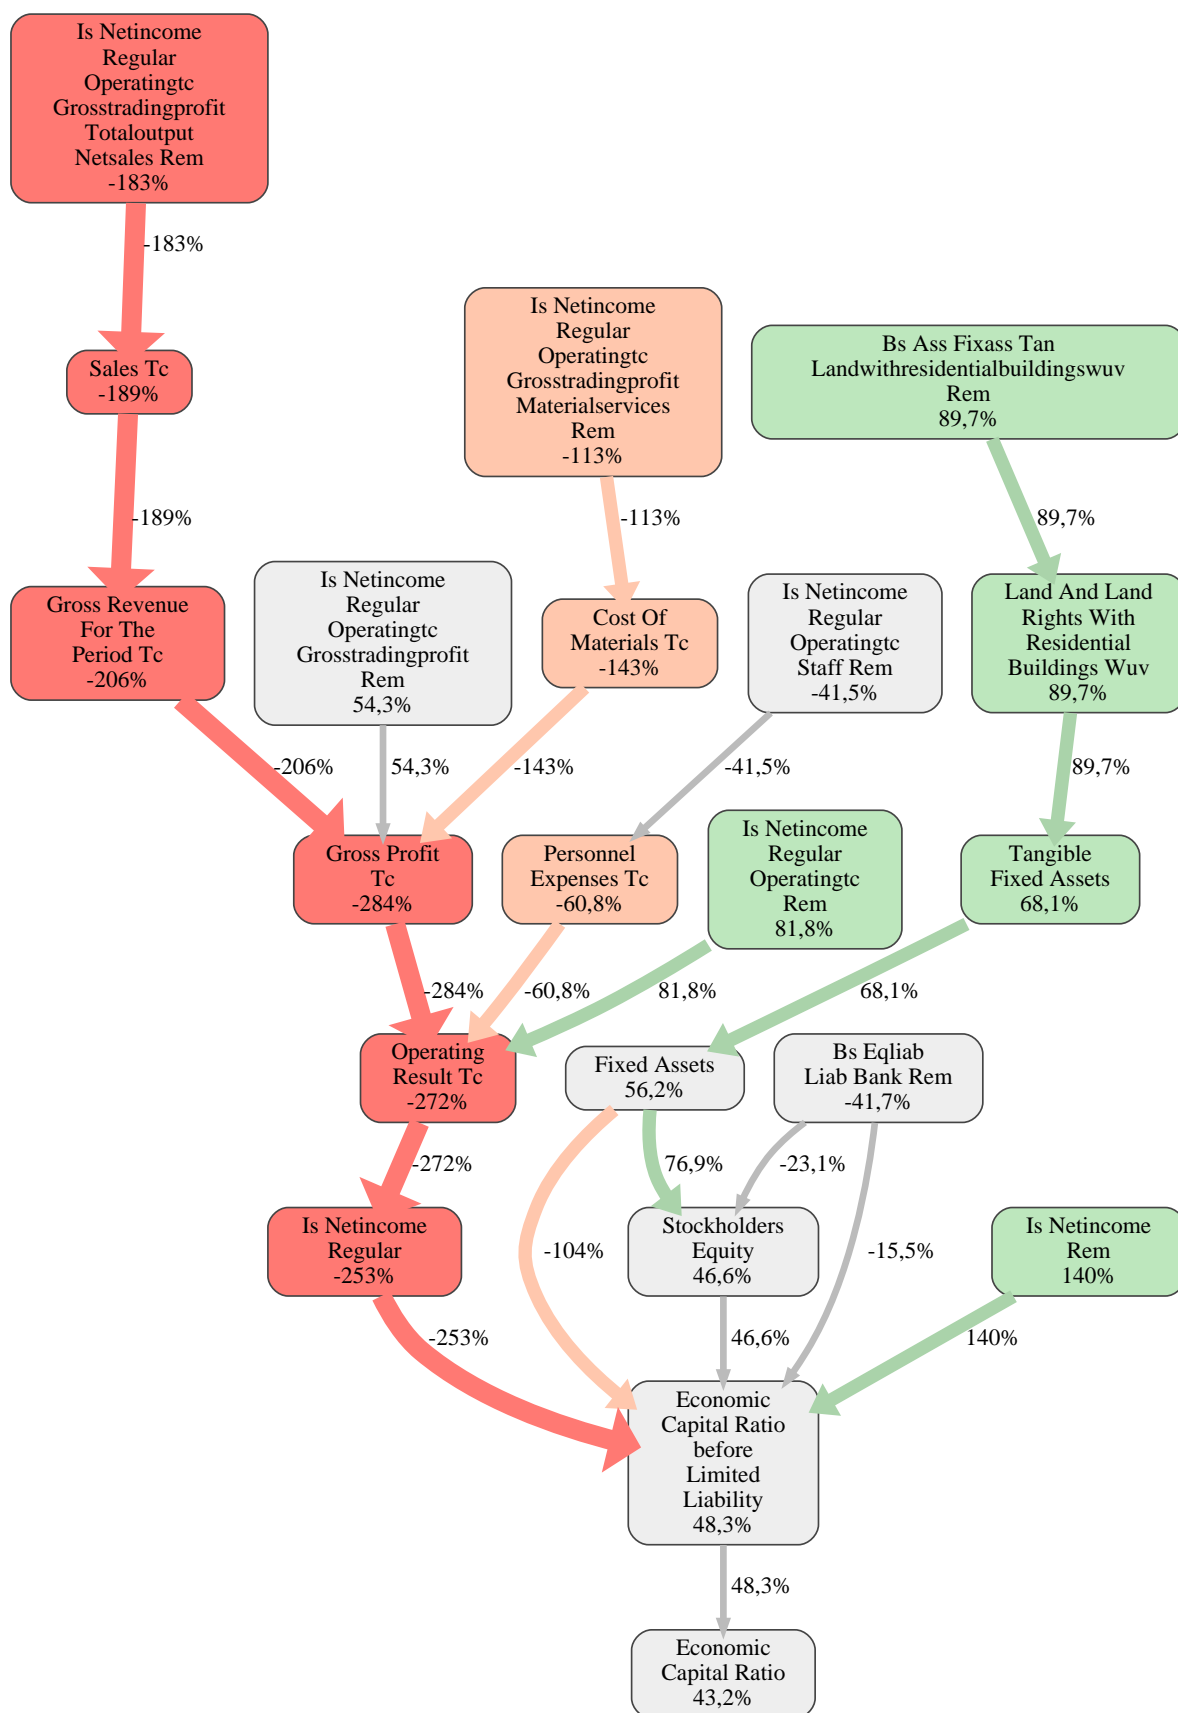 Is Netincome
Regular
Operatingtc
Grosstradingprofit
Totaloutput
Netsales Rem
-183%
-183%
Sales Tc
-189%
-189%
Is Netincome
Regular
Operatingtc
Grosstradingprofit
Materialservices
Rem
-113%
-113%
Bs Ass Fixass Tan
Landwithresidentialbuildingswuv
Rem
89,7%
89,7%
Gross Revenue
For The
Period Tc
-206%
-206%
Is Netincome
Regular
Operatingtc
Grosstradingprofit
Rem
54,3%
54,3%
Cost Of
Materials Tc
-143%
-143%
Is Netincome
Regular
Operatingtc
Staff Rem
-41,5%
-41,5%
Land And Land
Rights With
Residential
Buildings Wuv
89,7%
89,7%
Gross Profit
Tc
-284%
-284%
Personnel
Expenses Tc
-60,8%
-60,8%
Is Netincome
Regular
Operatingtc
Rem
81,8%
81,8%
Tangible
Fixed Assets
68,1%
68,1%
Operating
Result Tc
-272%
-272%
Fixed Assets
56,2%
-104%
76,9%
Bs Eqliab
Liab Bank Rem
-41,7%
-23,1%
-15,5%
Is Netincome
Regular
-253%
-253%
Stockholders
Equity
46,6%
46,6%
Is Netincome
Rem
140%
140%
Economic
Capital Ratio
before
Limited
Liability
48,3%
48,3%
Economic
Capital Ratio
43,2%